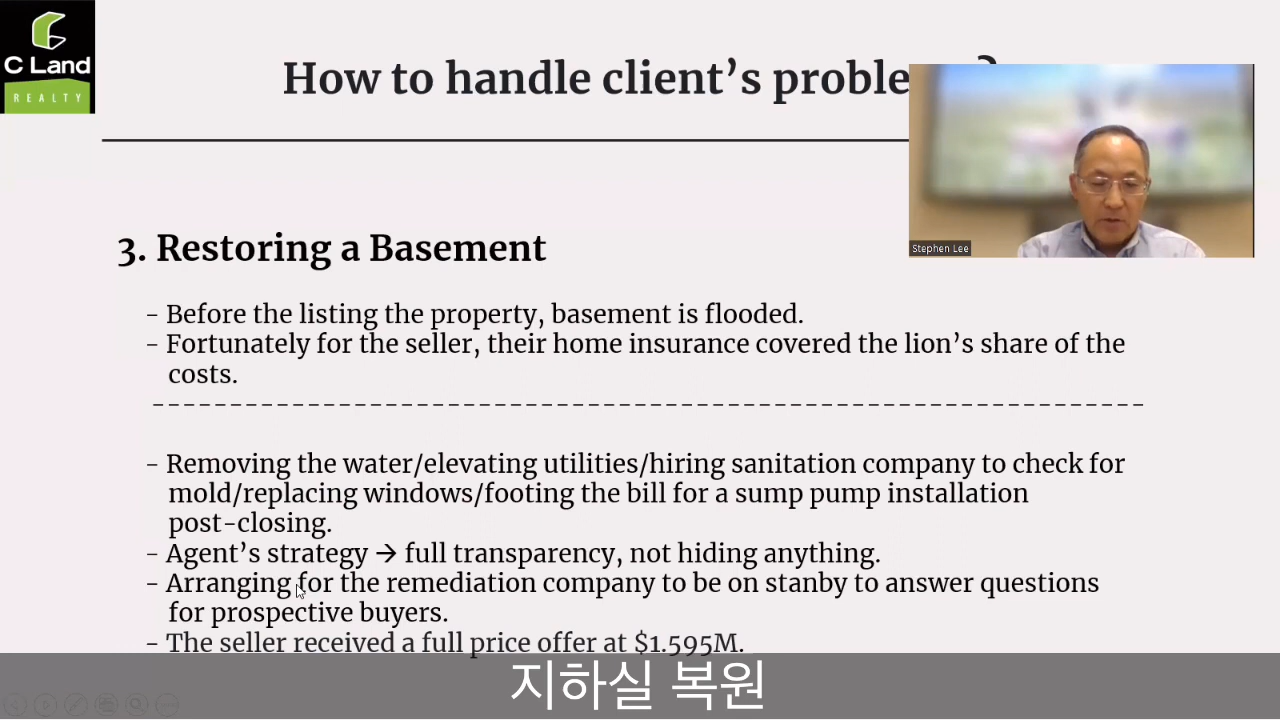 C Land
REALTY
How to handle client's proble
Stephen Lee
3. Restoring a Basement
- Before the listing the property, basement is flooded.
- Fortunately for the seller, their home insurance covered the lion's share of the
costs.
- Removing the water/elevating utilities/hiring sanitation company to check for
mold/replacing windows/footing the bill for a sump pump installation
post-closing.
- Agent's strategy → full transparency, not hiding anything.
- Arranging for the remediation company to be on stanby to answer questions
for prospective buyers.
- The seller received a full price offer at $1.595M.
지하실 복원